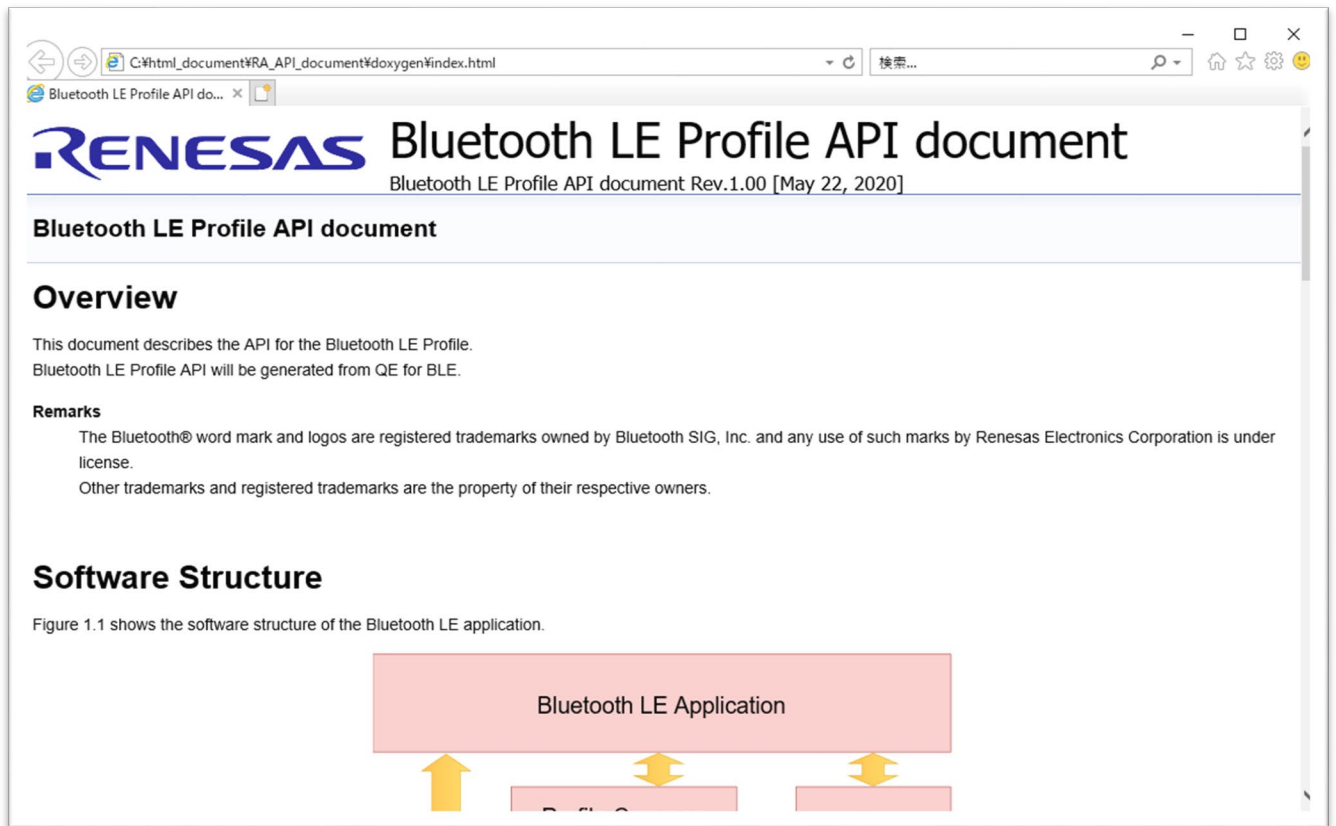 C:¥html_document¥RA_API_document¥doxygen¥index.html
検索...
Bluetooth LE Profile API do...
RENESAS
Bluetooth LE Profile API document
Bluetooth LE Profile API document Rev.1.00 [May 22, 2020]
Bluetooth LE Profile API document
Overview
This document describes the API for the Bluetooth LE Profile.
Bluetooth LE Profile API will be generated from QE for BLE.
Remarks
The Bluetooth® word mark and logos are registered trademarks owned by Bluetooth SIG, Inc. and any use of such marks by Renesas Electronics Corporation is under
license.
Other trademarks and registered trademarks are the property of their respective owners.
Software Structure
Figure 1.1 shows the software structure of the Bluetooth LE application.
Bluetooth LE Application